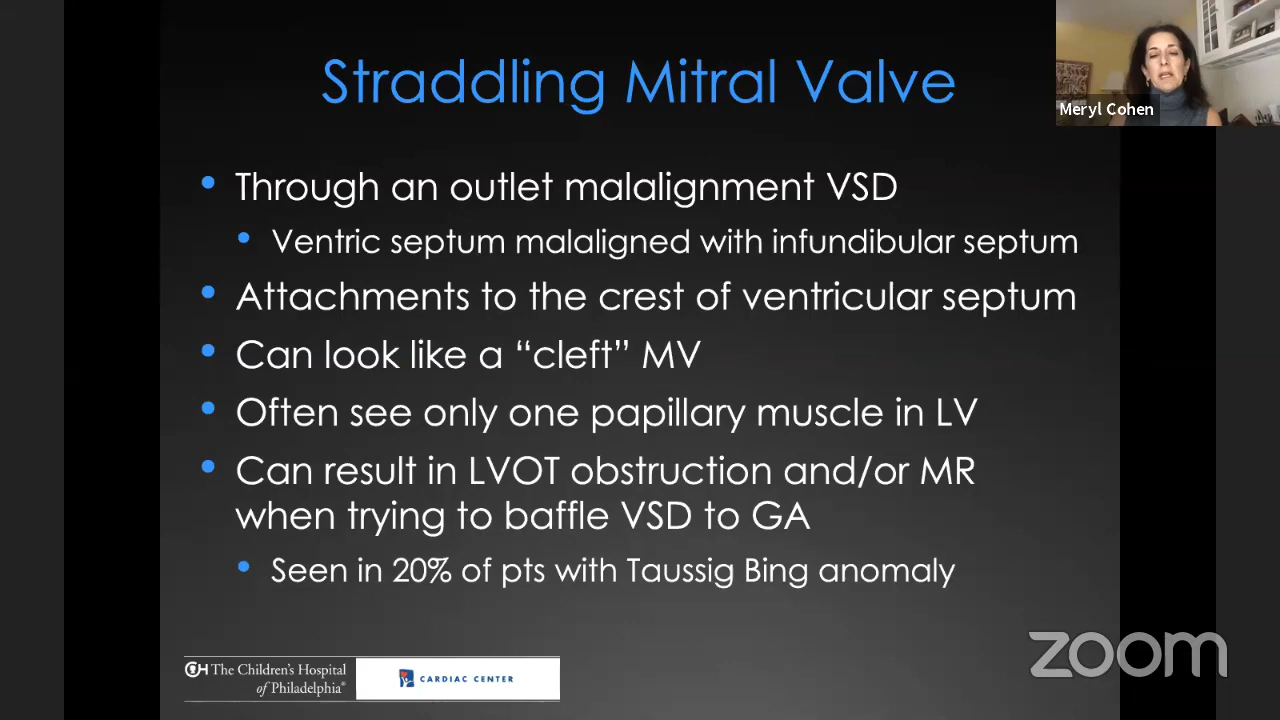 Straddling Mitral Valve
Meryl Cohen
• Through an outlet malalignment VSD
• Ventric septum malaligned with infundibular septum
• Attachments to the crest of ventricular septum
• Can look like a “cleft” MV
• Often see only one papillary muscle in LV
• Can result in LVOT obstruction and/or MR
when trying to baffle VSD to GA
• Seen in 20% of pts with Taussig Bing anomaly
CH The Children's Hospital
of Philadelphia®
CARDIAC CENTER
zoom